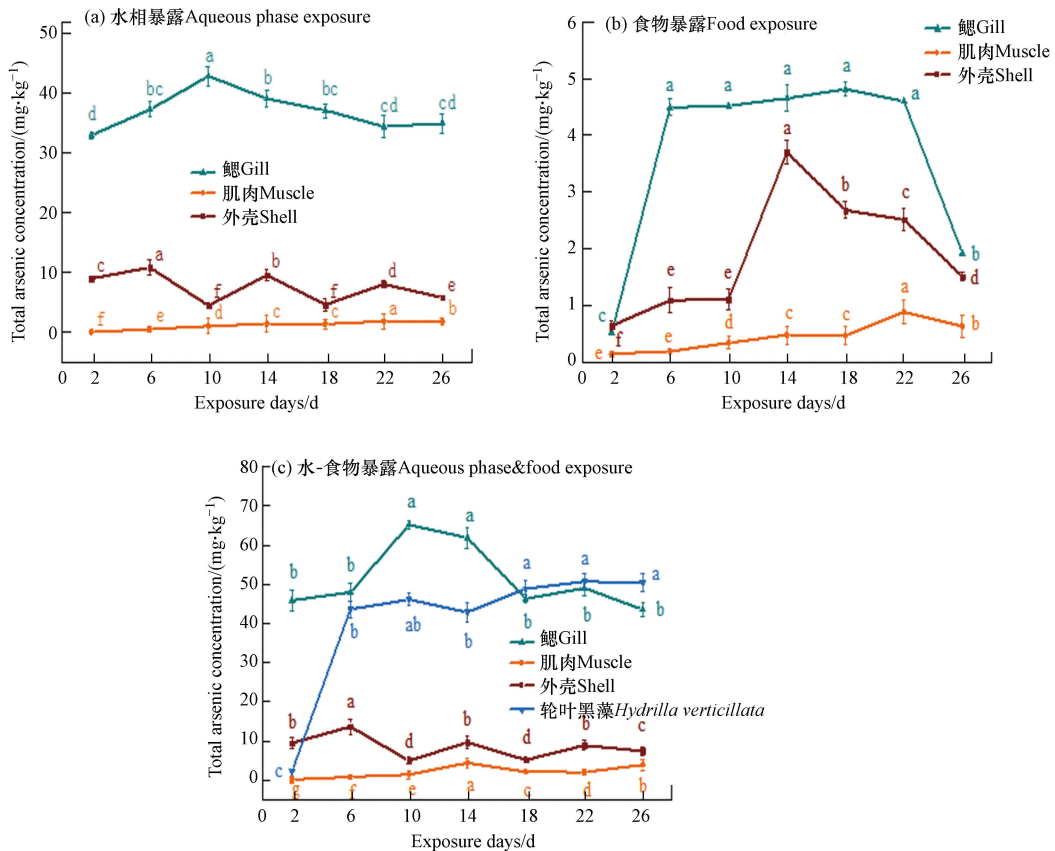 (a) 水相暴露Aqueous phase exposure
Total arsenic concentration/(mg·kg⁻¹)
50
40
30
20
10
0
d bc a b bc cd cd
鳃Gill
肌肉Muscle
外壳Shell
c a f b f d e
f e d c c a b
0 2 6 10 14 18 22 26
Exposure days/d
(b) 食物暴露Food exposure
鳃Gill
肌肉Muscle
外壳Shell
Total arsenic concentration/(mg·kg⁻¹)
6
5
4
3
2
1
0
c a a a a a b
f e e a b c d
e e d c c a b
0 2 6 10 14 18 22 26
Exposure days/d
(c) 水-食物暴露Aqueous phase&food exposure
Total arsenic concentration/(mg·kg⁻¹)
80
70
60
50
40
30
20
10
0
b b a a b b b
c b ab b a a a
鳃Gill
肌肉Muscle
外壳Shell
轮叶黑藻Hydrilla verticillata
b a d b d b c
g f e a c d b
0 2 6 10 14 18 22 26
Exposure days/d